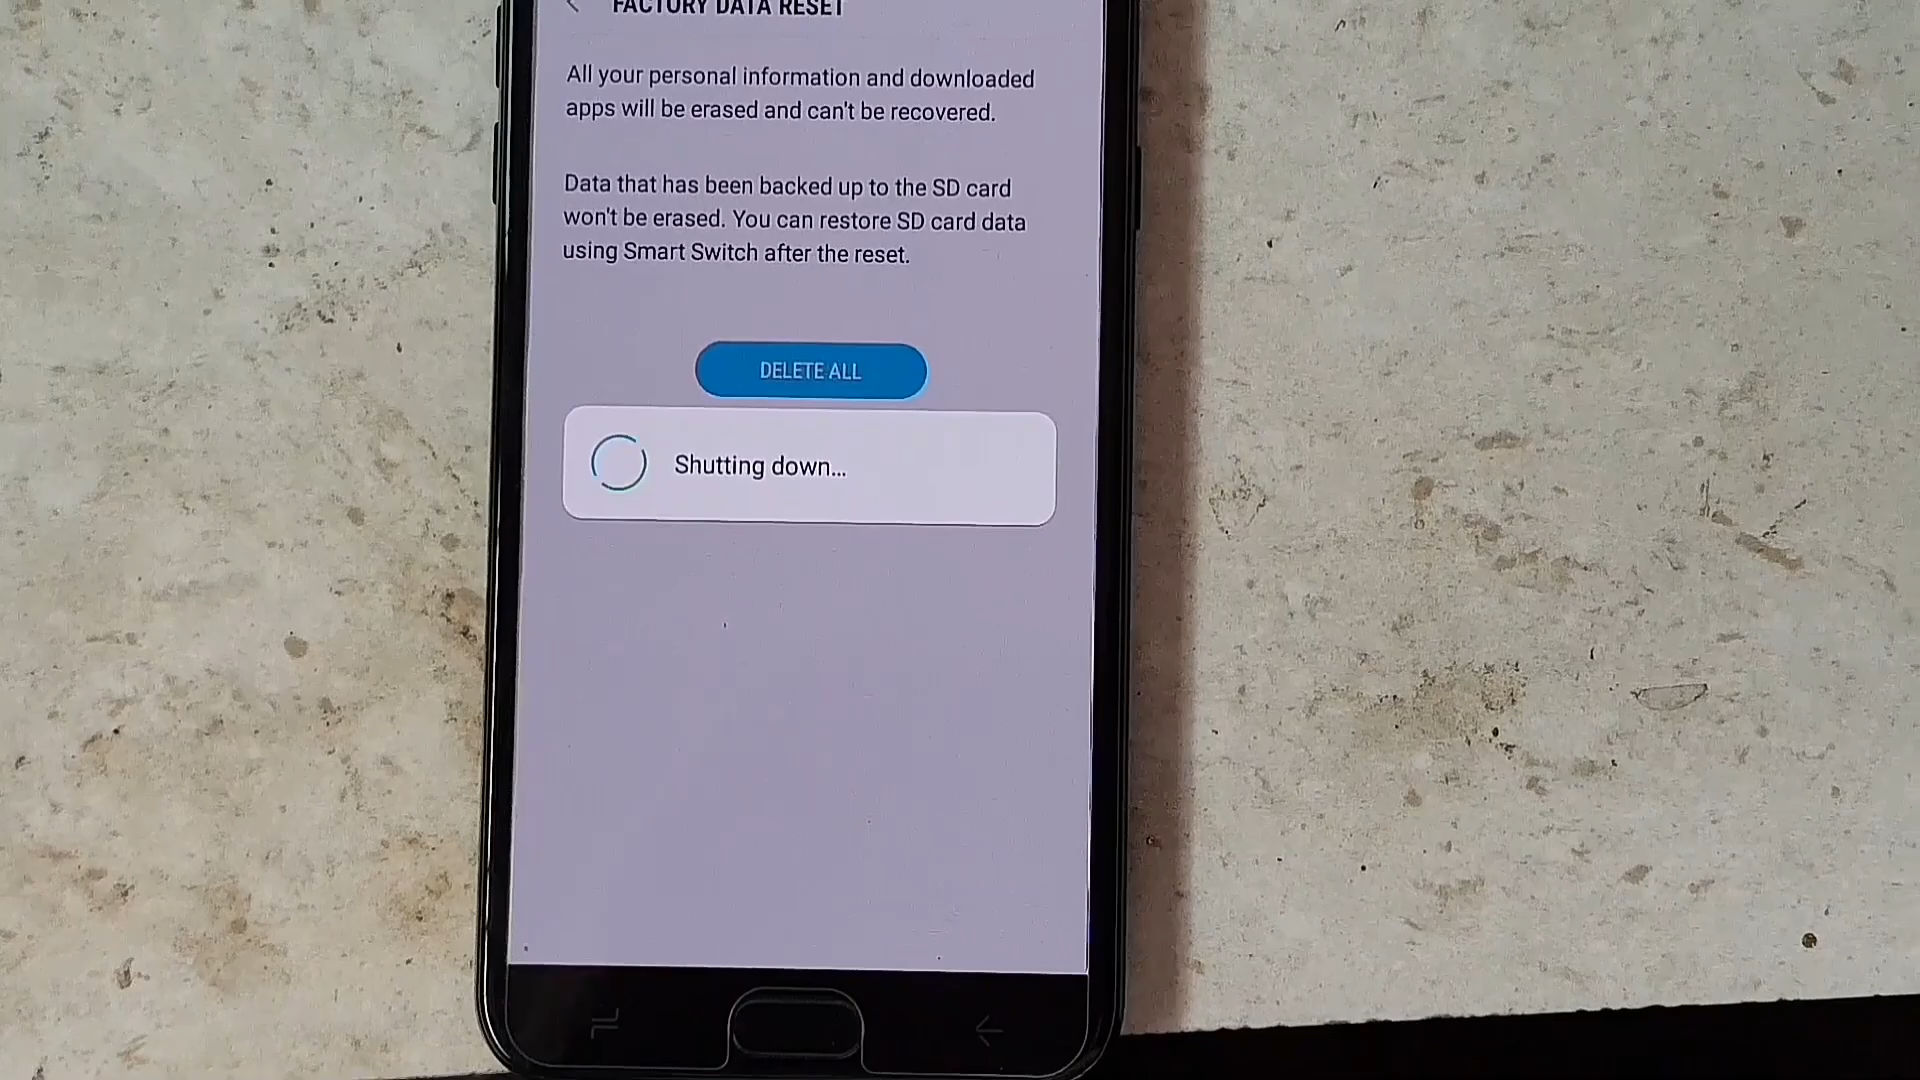 FACTORY DATA RESET
All your personal information and downloaded
apps will be erased and can't be recovered.
Data that has been backed up to the SD card
won't be erased. You can restore SD card data
using Smart Switch after the reset.
DELETE ALL
Shutting down...